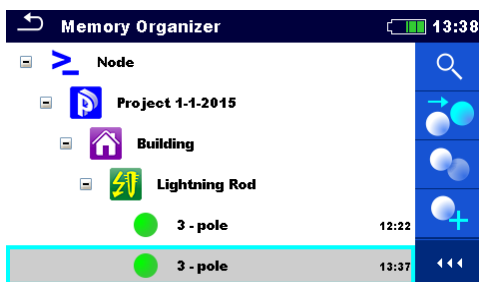 Memory Organizer 13:38
Node
Project 1-1-2015
Building
Lightning Rod
3 - pole 12:22
3 - pole 13:37